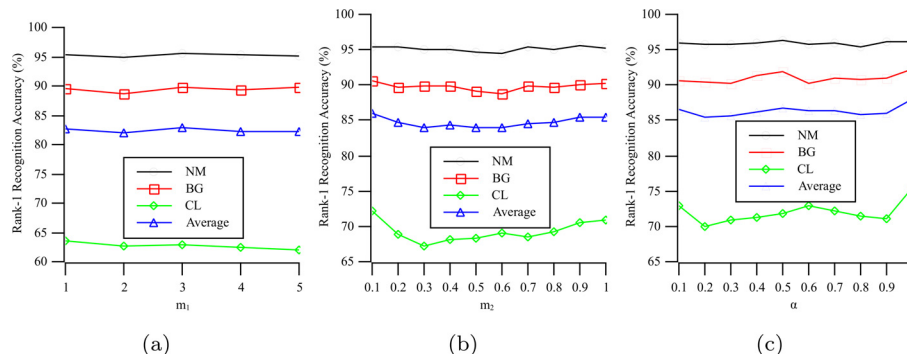 100
95
90
85
80
75
70
65
60
Rank-1 Recognition Accuracy (%)
NM
BG
CL
Average
1 2 3 4 5
m₁
(a)
100
95
90
85
80
75
70
65
Rank-1 Recognition Accuracy (%)
NM
BG
CL
Average
0.1 0.2 0.3 0.4 0.5 0.6 0.7 0.8 0.9 1
m₂
(b)
100
95
90
85
80
75
70
65
Rank-1 Recognition Accuracy (%)
NM
BG
CL
Average
0.1 0.2 0.3 0.4 0.5 0.6 0.7 0.8 0.9
α
(c)